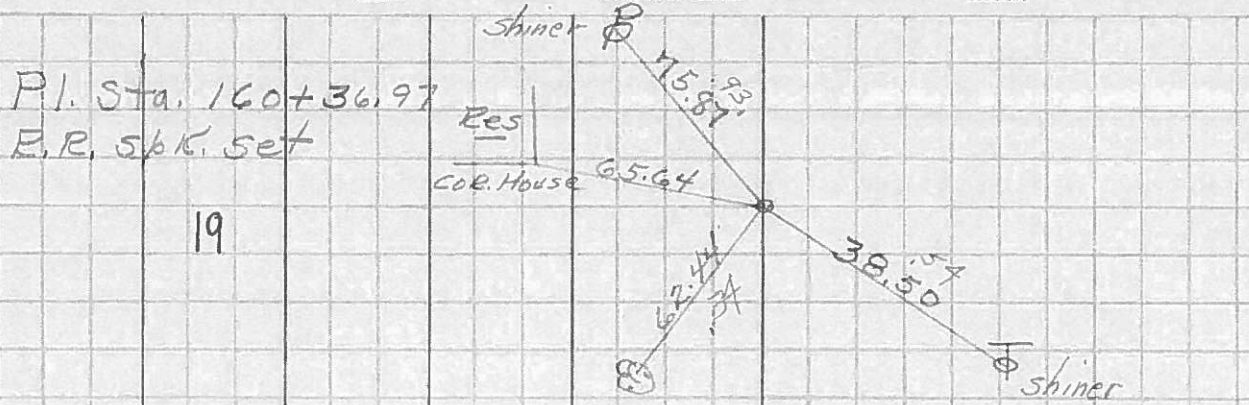 shiner P
75.87 .93'
P.I. Sta. 160+36.97
R.R. spk. set
Res
Cor. House 65.64
19
62.44'
38.50 .54
T
shiner